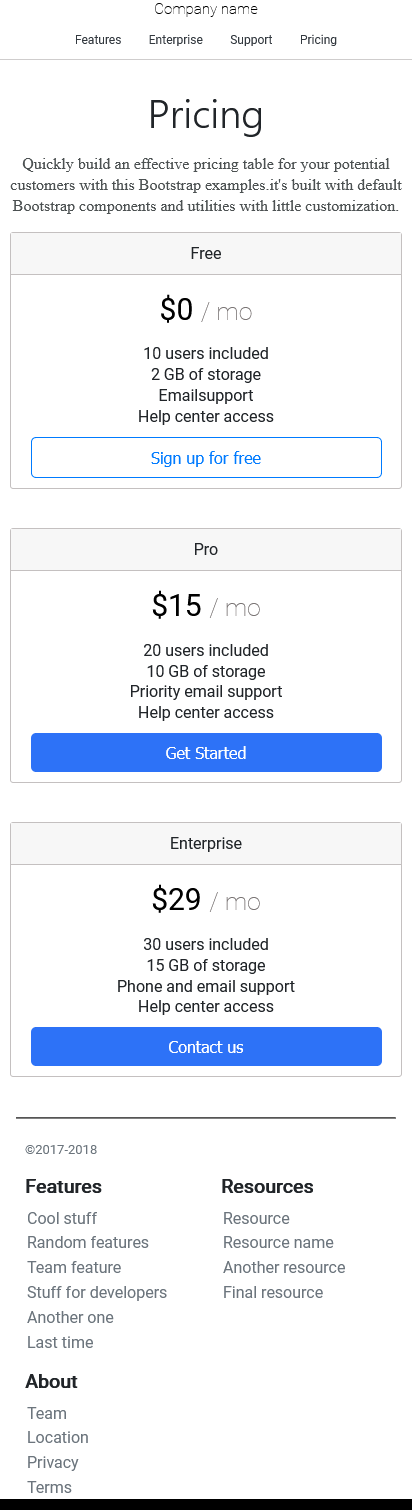 Company name
Features Enterprise Support Pricing
Pricing
Quickly build an effective pricing table for your potential
customers with this Bootstrap examples.it's built with default
Bootstrap components and utilities with little customization.
Free
$0 / mo
10 users included
2 GB of storage
Emailsupport
Help center access
Sign up for free
Pro
$15 / mo
20 users included
10 GB of storage
Priority email support
Help center access
Get Started
Enterprise
$29 / mo
30 users included
15 GB of storage
Phone and email support
Help center access
Contact us
©2017-2018
Features
Cool stuff
Random features
Team feature
Stuff for developers
Another one
Last time
Resources
Resource
Resource name
Another resource
Final resource
About
Team
Location
Privacy
Terms